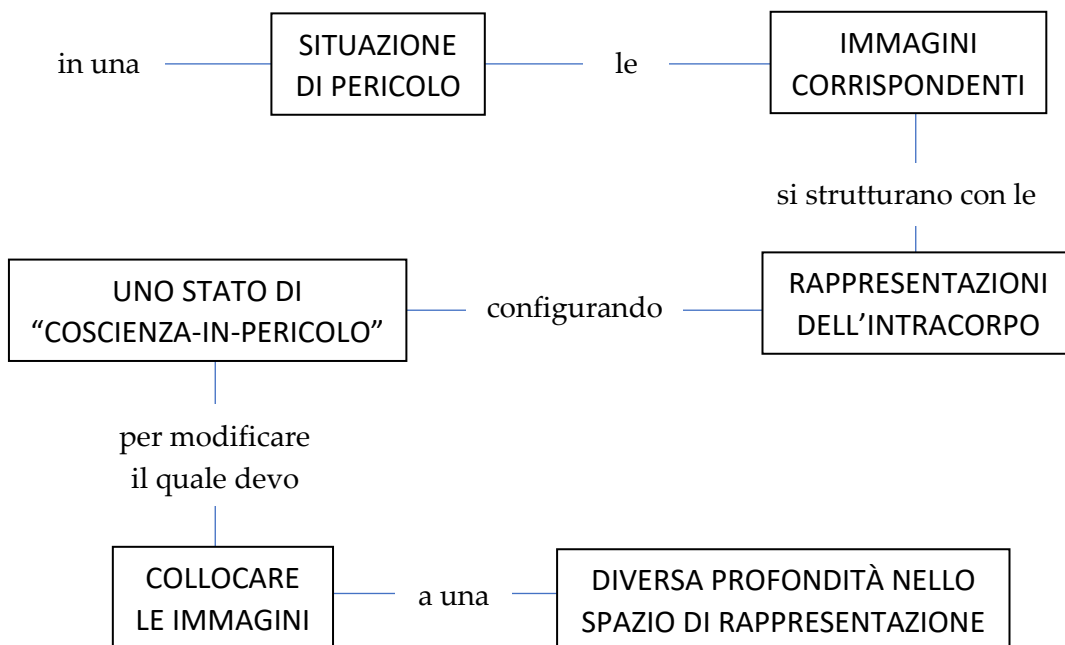 in una
SITUAZIONE
DI PERICOLO
le
IMMAGINI
CORRISPONDENTI
si strutturano con le
RAPPRESENTAZIONI
DELL’INTRACORPO
configurando
UNO STATO DI
“COSCIENZA-IN-PERICOLO”
per modificare
il quale devo
COLLOCARE
LE IMMAGINI
a una
DIVERSA PROFONDITÀ NELLO
SPAZIO DI RAPPRESENTAZIONE